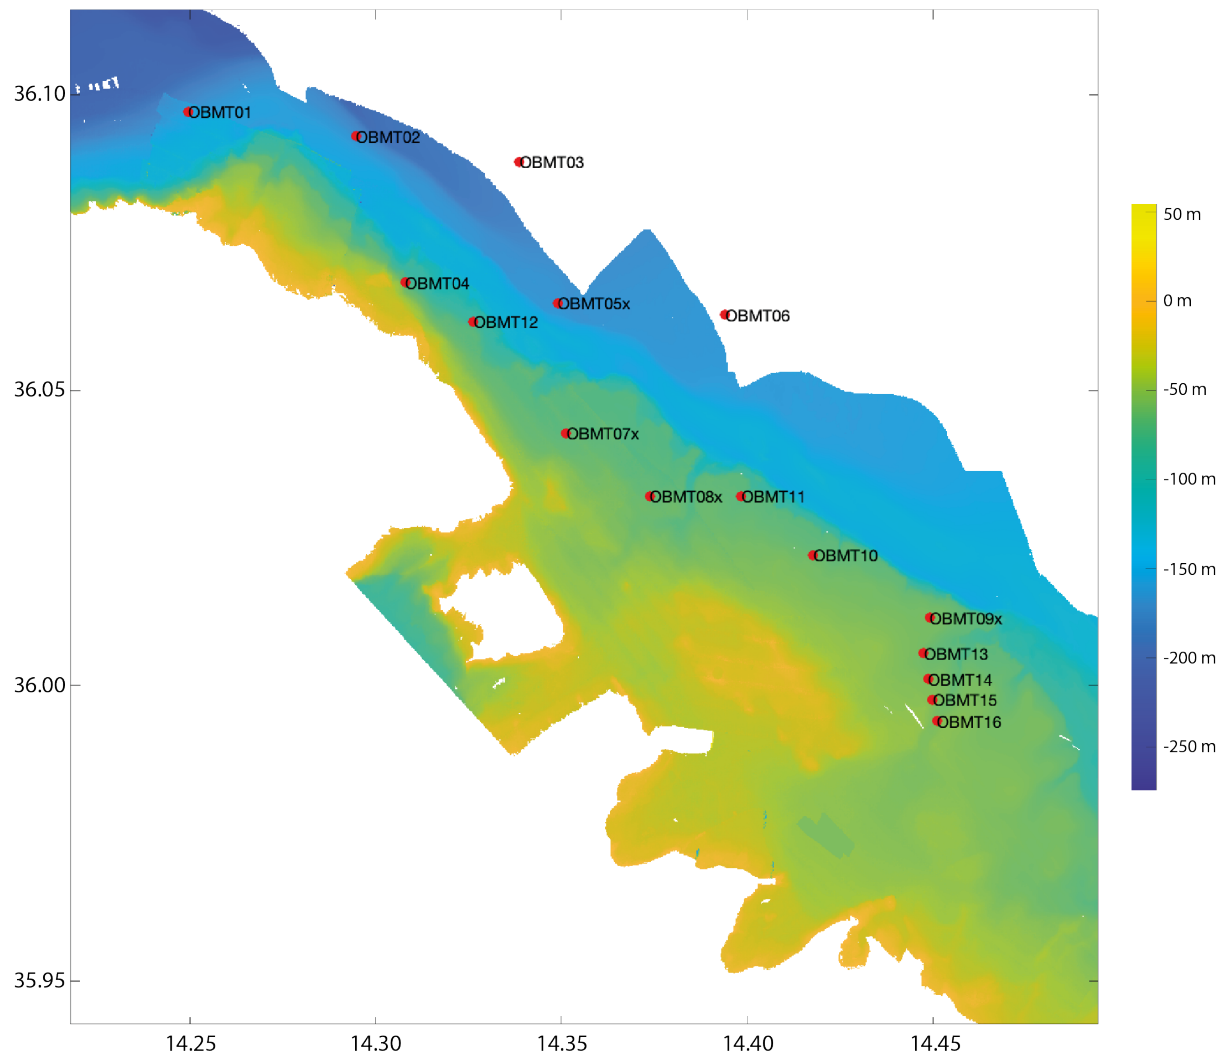 36.10
OBMT01
OBMT02
OBMT03
50 m
OBMT04
0 m
OBMT05x
OBMT06
OBMT12
36.05
-50 m
OBMT07x
-100 m
OBMT08x
OBMT11
OBMT10
-150 m
OBMT09x
OBMT13
-200 m
36.00
OBMT14
OBMT15
OBMT16
-250 m
35.95
14.25
14.30
14.35
14.40
14.45